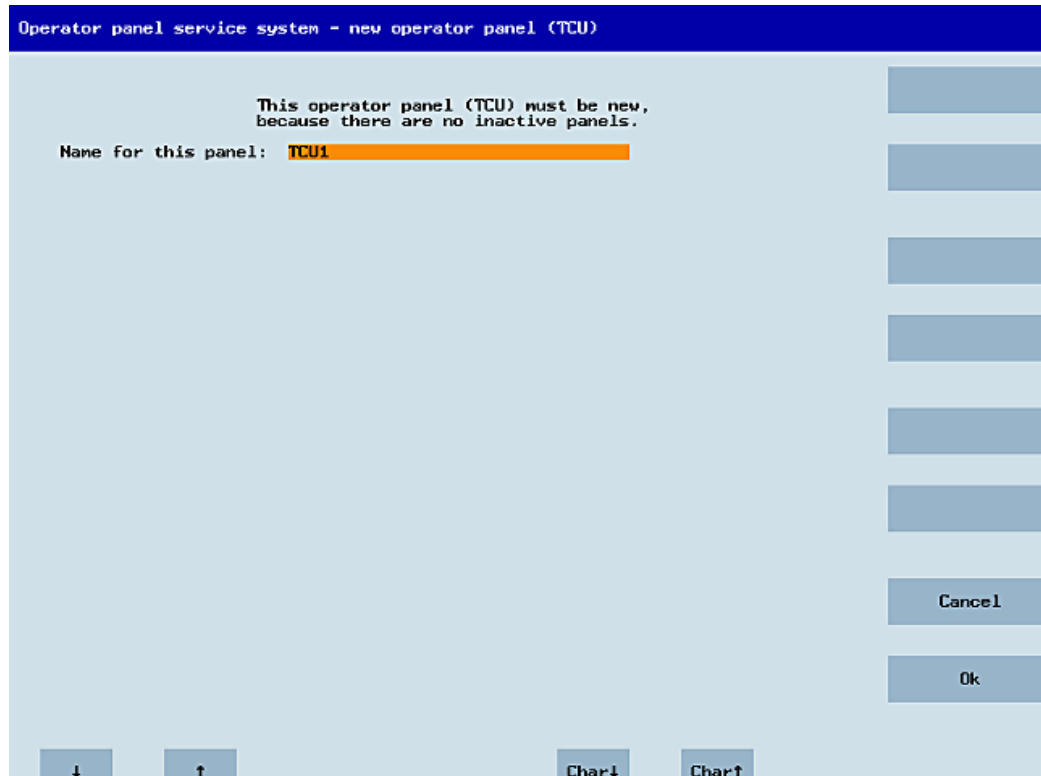 Operator panel service system - new operator panel (TCU)
This operator panel (TCU) must be new,
because there are no inactive panels.
Name for this panel: TCU1
Cancel
Ok
↓ ↑ Char↓ Char↑